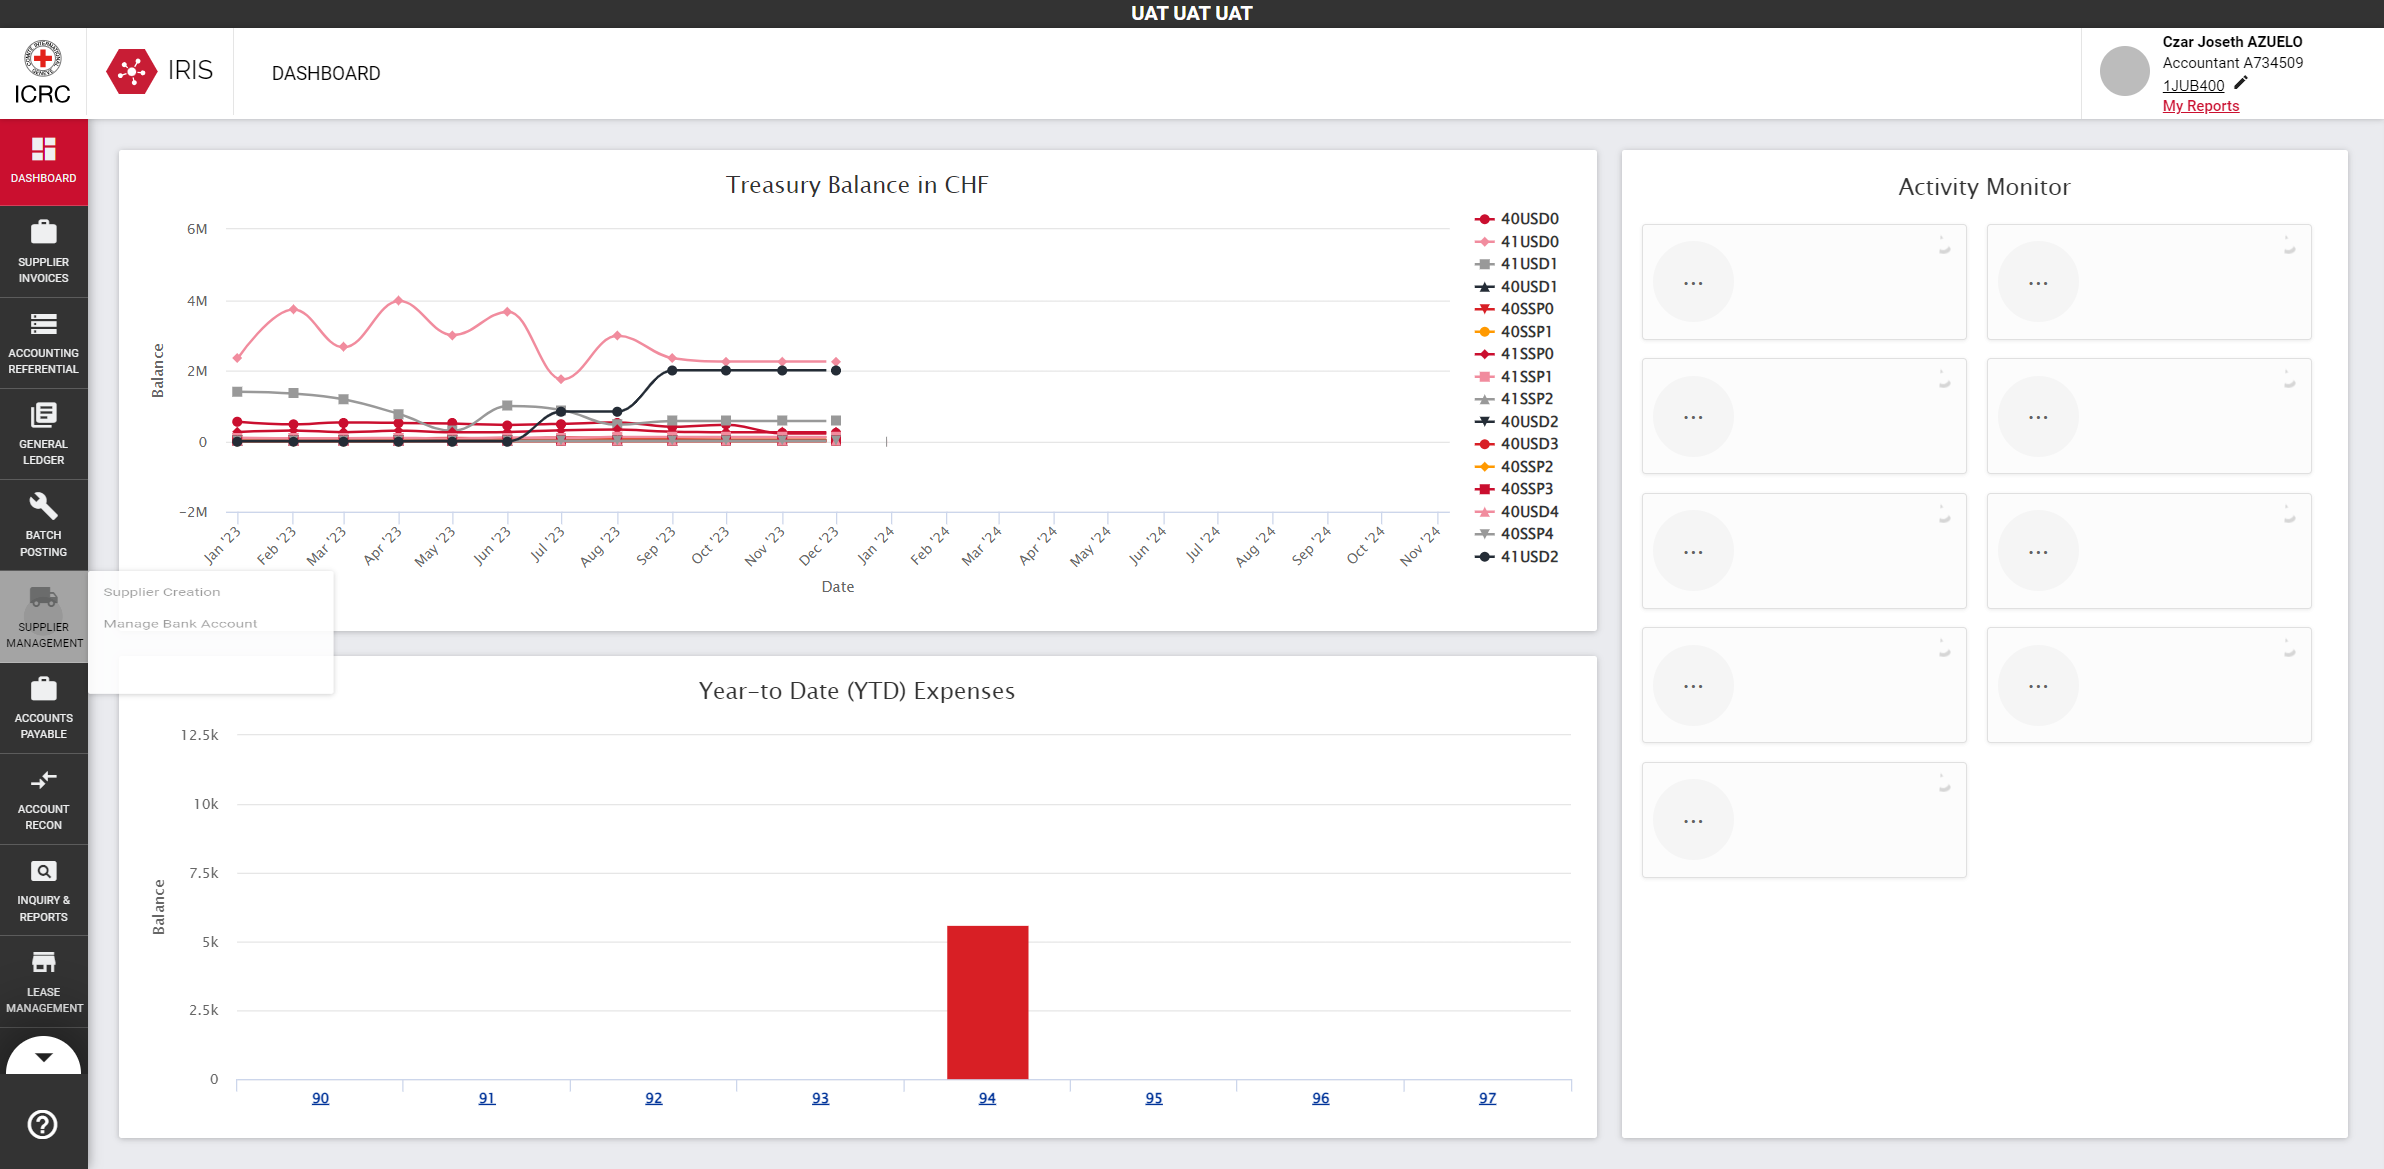 UAT UAT UAT
ICRC
IRIS
DASHBOARD
Czar Joseth AZUELO
Accountant A734509
1JUB400
My Reports
DASHBOARD
SUPPLIER
INVOICES
ACCOUNTING
REFERENTIAL
GENERAL
LEDGER
BATCH
POSTING
SUPPLIER
MANAGEMENT
Supplier Creation
Manage Bank Account
ACCOUNTS
PAYABLE
ACCOUNT
RECON
INQUIRY &
REPORTS
LEASE
MANAGEMENT
Treasury Balance in CHF
Balance
6M
4M
2M
0
-2M
Jan '23
Feb '23
Mar '23
Apr '23
May '23
Jun '23
Jul '23
Aug '23
Sep '23
Oct '23
Nov '23
Dec '23
Jan '24
Feb '24
Mar '24
Apr '24
May '24
Jun '24
Jul '24
Aug '24
Sep '24
Oct '24
Nov '24
Date
40USD0
41USD0
41USD1
40USD1
40SSP0
40SSP1
41SSP0
41SSP1
41SSP2
40USD2
40USD3
40SSP2
40SSP3
40USD4
40SSP4
41USD2
Year-to Date (YTD) Expenses
Balance
12.5k
10k
7.5k
5k
2.5k
0
90
91
92
93
94
95
96
97
Activity Monitor
...
...
...
...
...
...
...
...
...